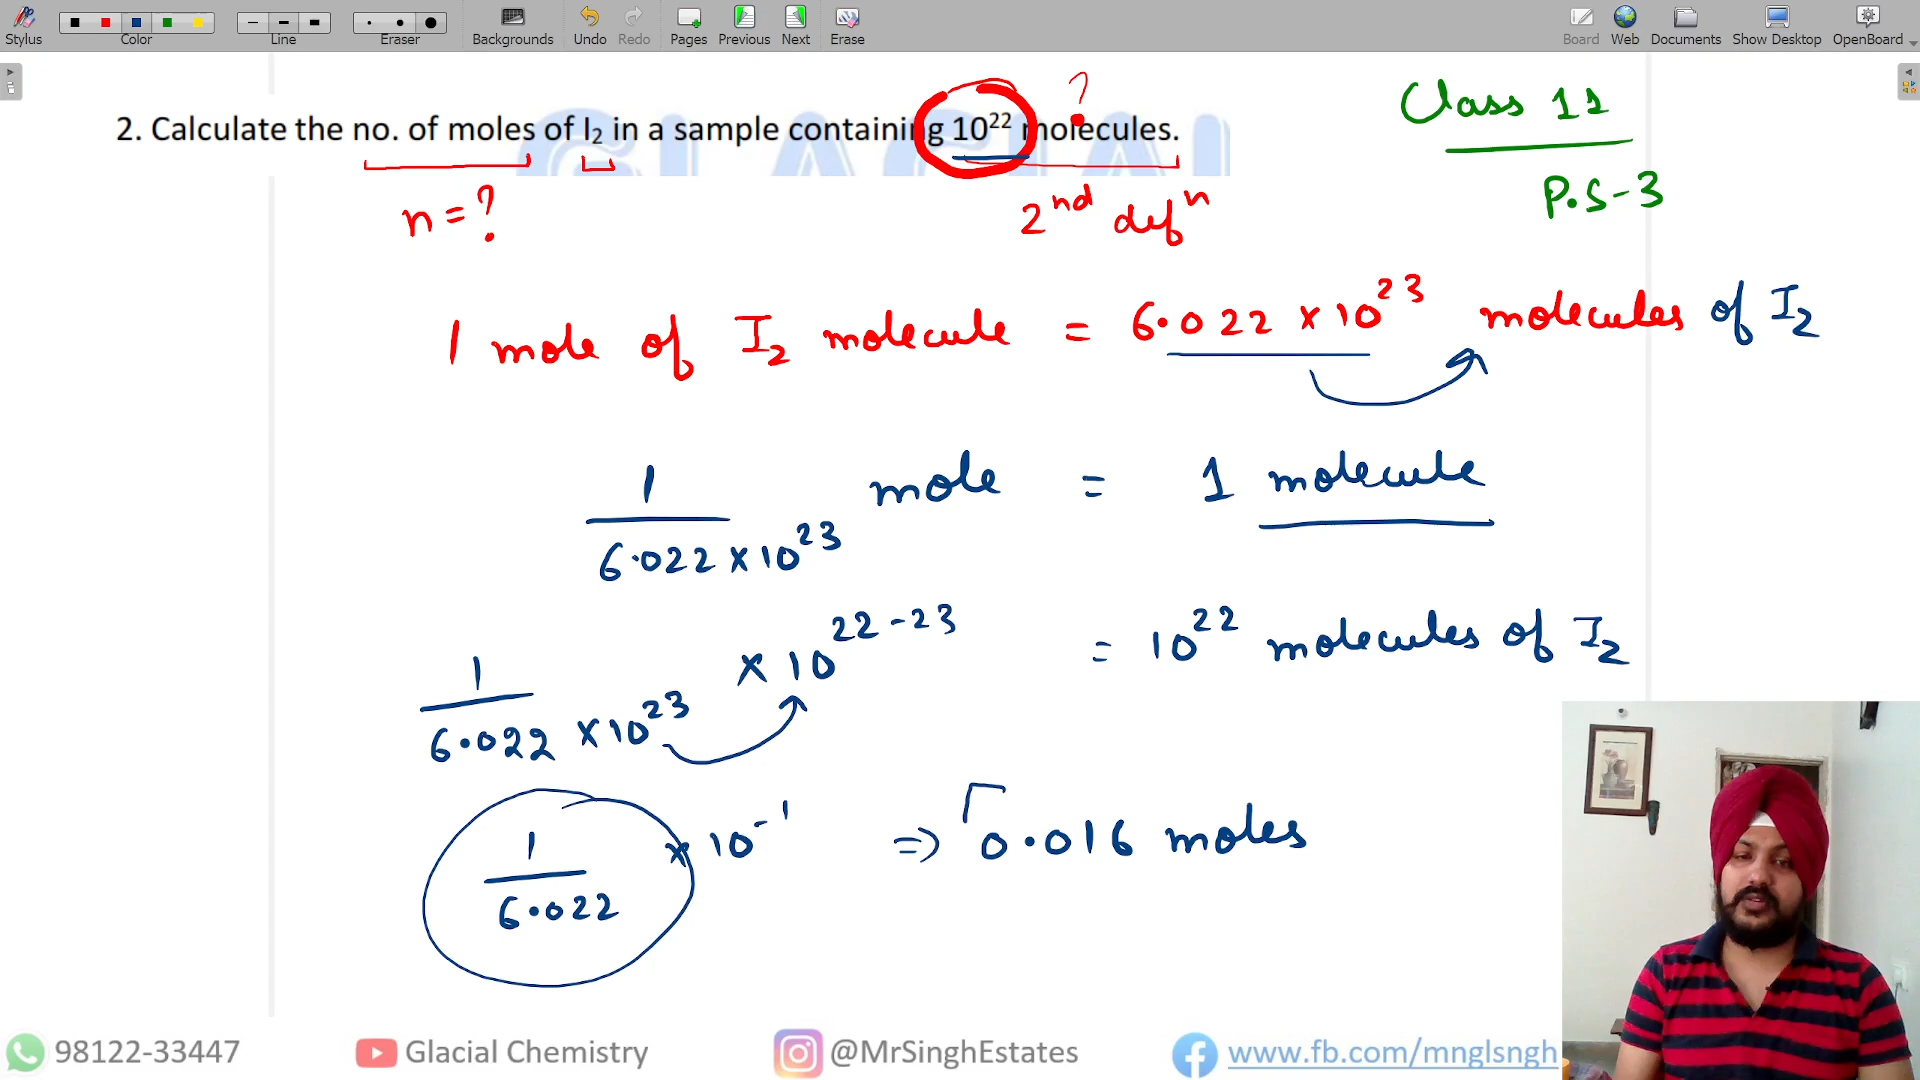 Stylus Color Line Eraser Backgrounds Undo Redo Pages Previous Next Erase Board Web Documents Show Desktop OpenBoard
Class 11
P.S-3
GLACIAL
2. Calculate the no. of moles of I₂ in a sample containing 10²² molecules.
?
n = ?
2ⁿᵈ defⁿ
1 mole of I₂ molecule = 6.022 × 10²³ molecules of I₂
1/6.022 × 10²³ mole = 1 molecule
1/6.022 × 10²³ × 10²²⁻²³ = 10²² molecules of I₂
1/6.022 × 10⁻¹ ⇒ 0.016 moles
98122-33447 Glacial Chemistry @MrSinghEstates www.fb.com/mnglsngh